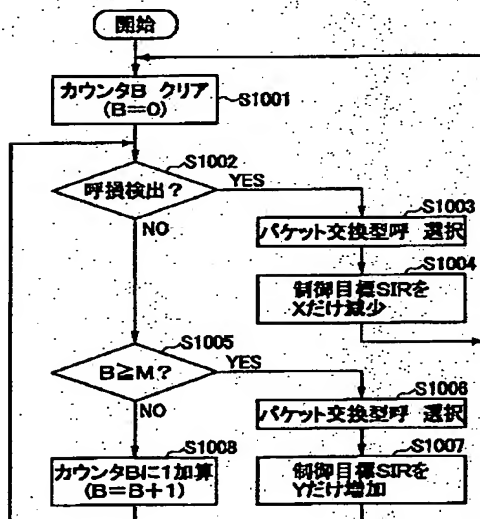 開始
カウンタB クリア
(B=0)
S1001
S1002
呼損検出?
YES
NO
S1003
パケット交換型呼 選択
S1004
制御目標SIRを
Xだけ減少
S1005
B≧M?
YES
NO
S1006
パケット交換型呼 選択
S1007
制御目標SIRを
Yだけ増加
S1008
カウンタBに1加算
(B=B+1)